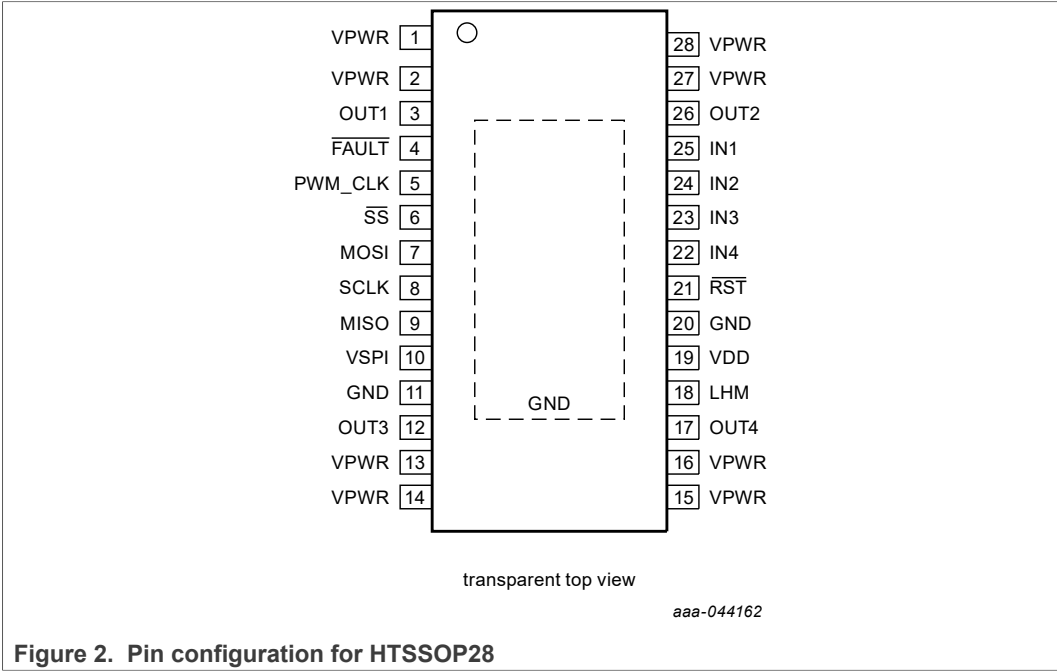 VPWR 1
VPWR 2
OUT1 3
FAULT 4
PWM_CLK 5
SS 6
MOSI 7
SCLK 8
MISO 9
VSPI 10
GND 11
OUT3 12
VPWR 13
VPWR 14
GND
28 VPWR
27 VPWR
26 OUT2
25 IN1
24 IN2
23 IN3
22 IN4
21 RST
20 GND
19 VDD
18 LHM
17 OUT4
16 VPWR
15 VPWR
transparent top view
aaa-044162
Figure 2. Pin configuration for HTSSOP28